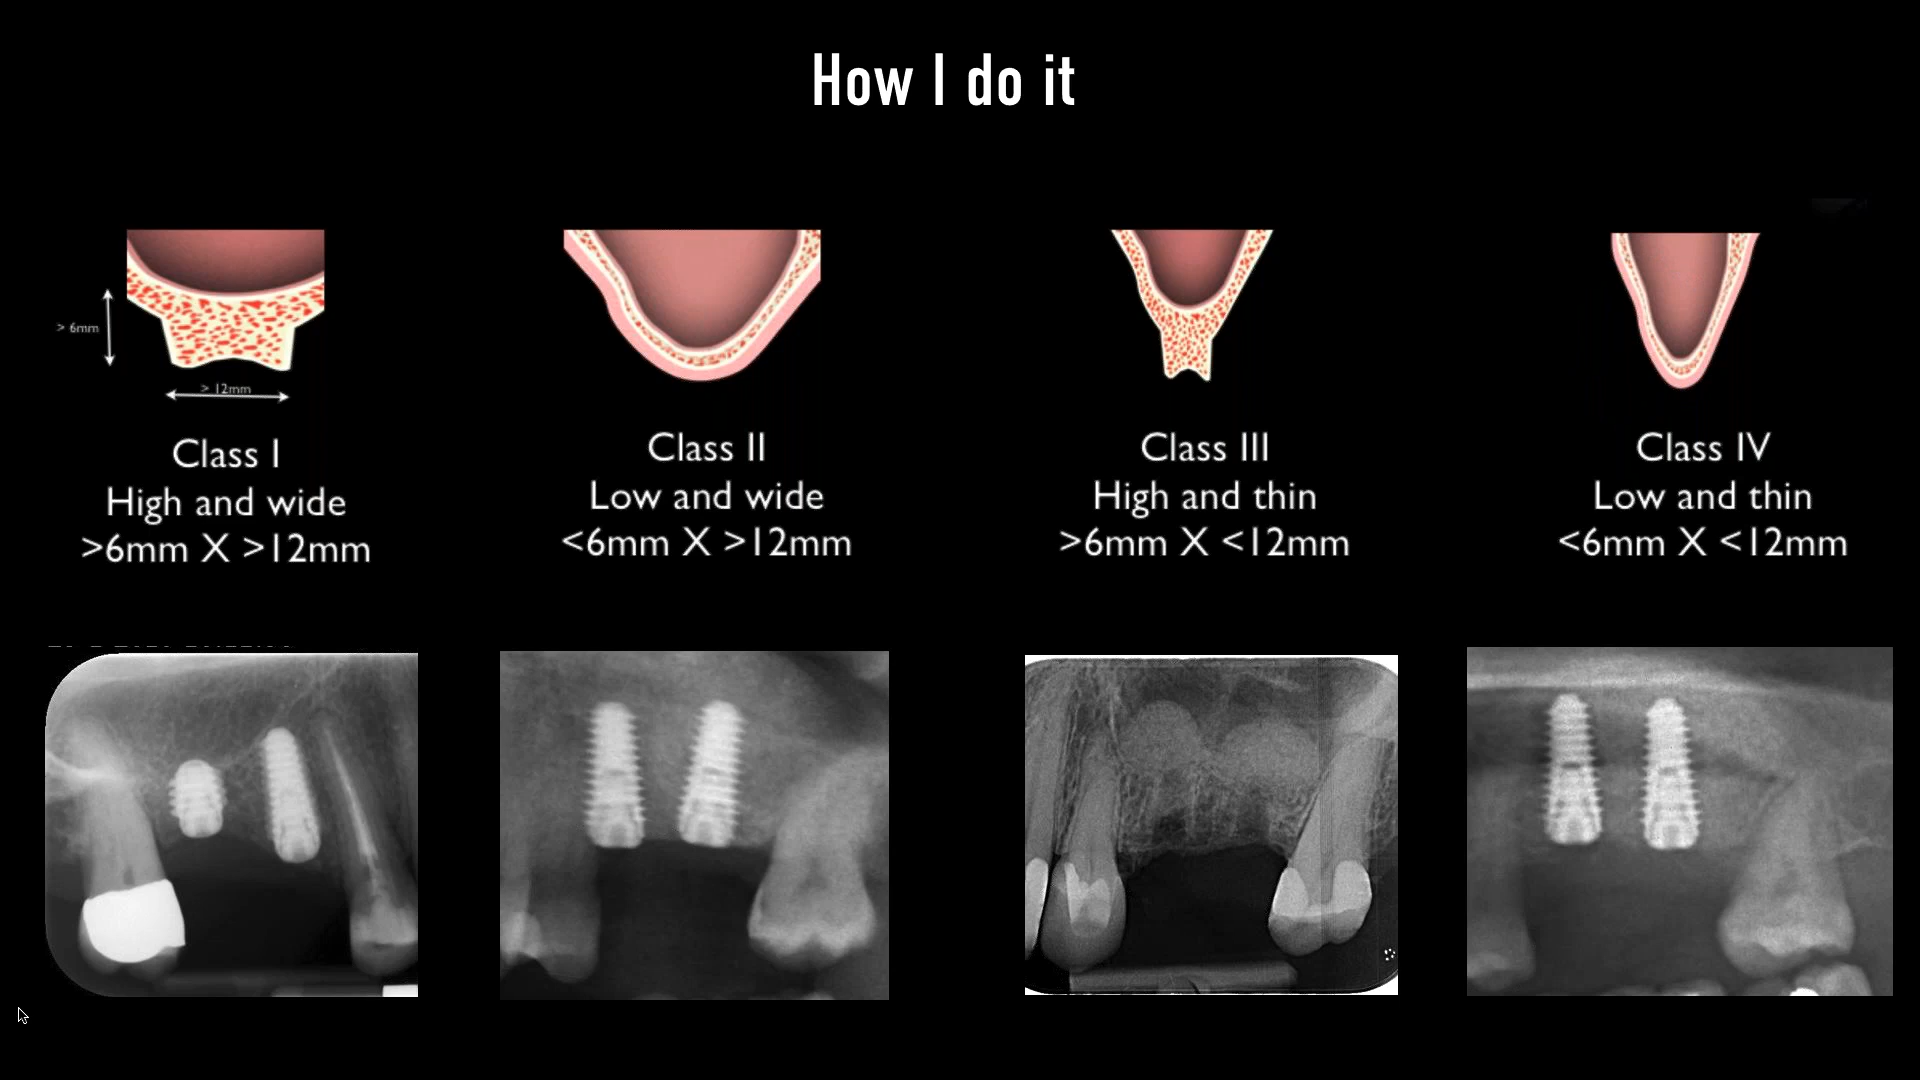 How I do it
> 6mm
> 12mm
Class I
High and wide
>6mm X >12mm
Class II
Low and wide
<6mm X >12mm
Class III
High and thin
>6mm X <12mm
Class IV
Low and thin
<6mm X <12mm